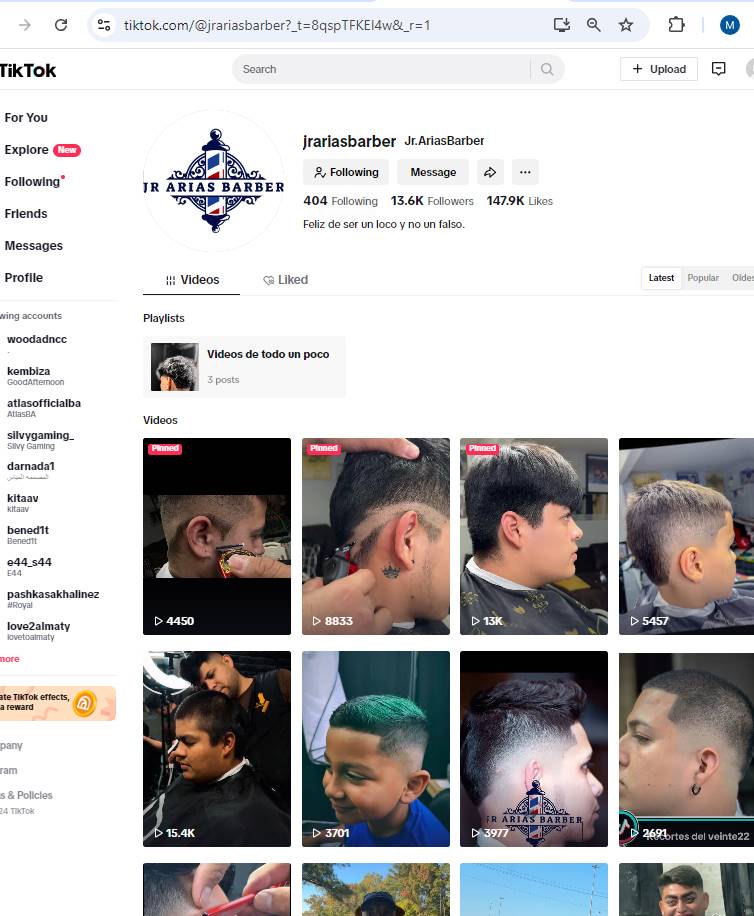 tiktok.com/@jrariasbarber?_t=8qspTFKEl4w&_r=1
M
TikTok
Search
+ Upload
For You
Explore New
Following
Friends
Messages
Profile
wing accounts
woodadncc
.
kembiza
GoodAfternoon
atlasofficialba
AtlasBA
silvygaming_
Silvy Gaming
darnada1
kitaav
kitaav
bened1t
Bened1t
e44_s44
E44
pashkasakhalinez
#Royal
love2almaty
lovetoalmaty
more
ate TikTok effects,
a reward
pany
ram
s & Policies
24 TikTok
JR ARIAS BARBER
jrariasbarber Jr.AriasBarber
Following Message ...
404 Following 13.6K Followers 147.9K Likes
Feliz de ser un loco y no un falso.
Videos Liked
Latest Popular Oldes
Playlists
Videos de todo un poco
3 posts
Videos
Pinned Pinned Pinned
4450 8833 13K 5457
JR ARIAS BARBER
Recortes del veinte22
15.4K 3701 3977 2691